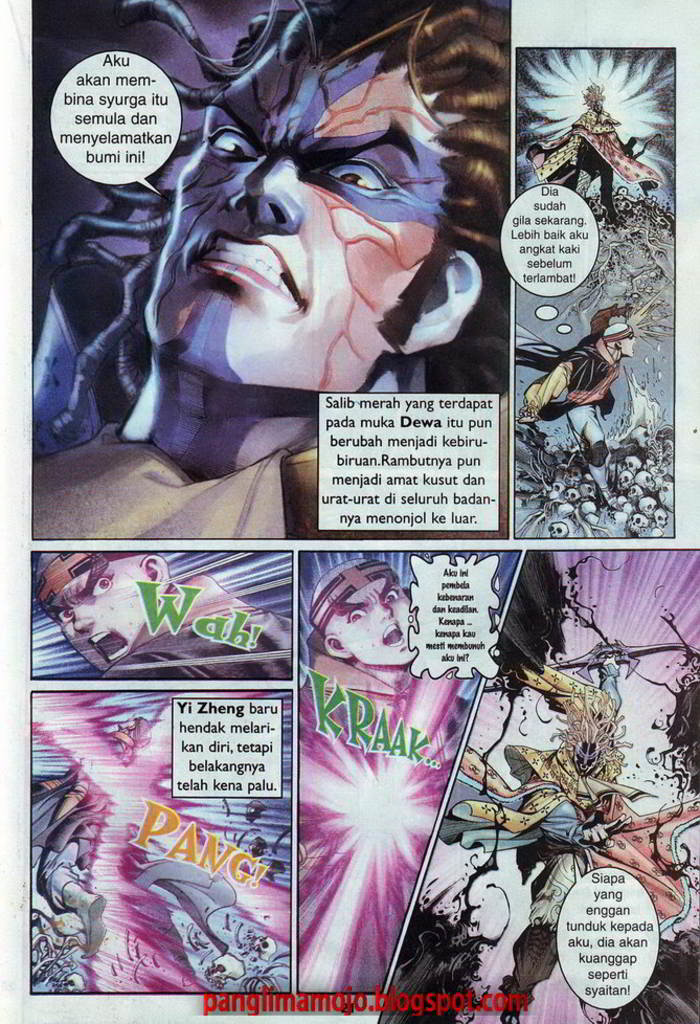 Aku
akan mem-
bina syurga itu
semula dan
menyelamatkan
bumi ini!
Salib merah yang terdapat
pada muka Dewa itu pun
berubah menjadi kebiru-
biruan.Rambutnya pun
menjadi amat kusut dan
urat-urat di seluruh badan-
nya menonjol ke luar.
Dia
sudah
gila sekarang.
Lebih baik aku
angkat kaki
sebelum
terlambat!
Wah!
Yi Zheng baru
hendak melari-
kan diri, tetapi
belakangnya
telah kena palu.
PANG!
Aku ini
pembela
kebenaran
dan keadilan.
Kenapa ...
kenapa kau
mesti membunuh
aku ini?
KRAAK...
Siapa
yang
enggan
tunduk kepada
aku, dia akan
kuanggap
seperti
syaitan!
panglimamojo.blogspot.com